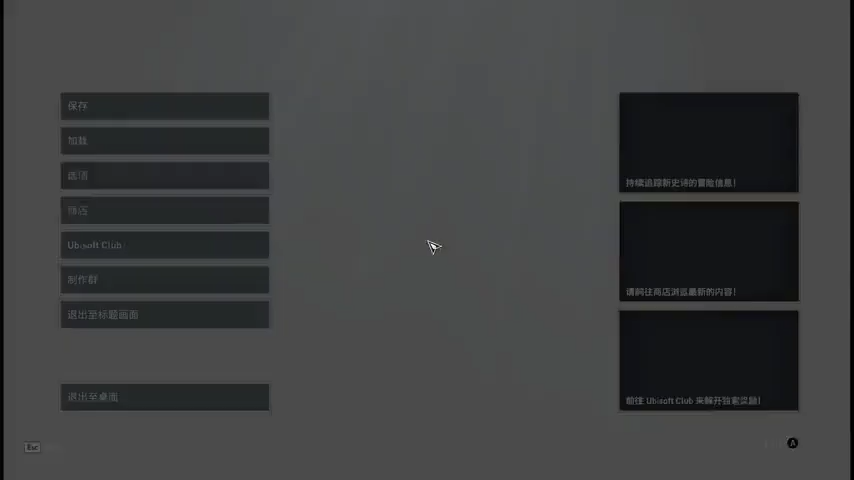 保存
加载
选项
商店
Ubisoft Club
制作群
退出至标题画面
退出至桌面
持续追踪新史诗的冒险信息!
请前往商店浏览最新的内容!
前往 Ubisoft Club 来解开独家奖励!
Esc
A